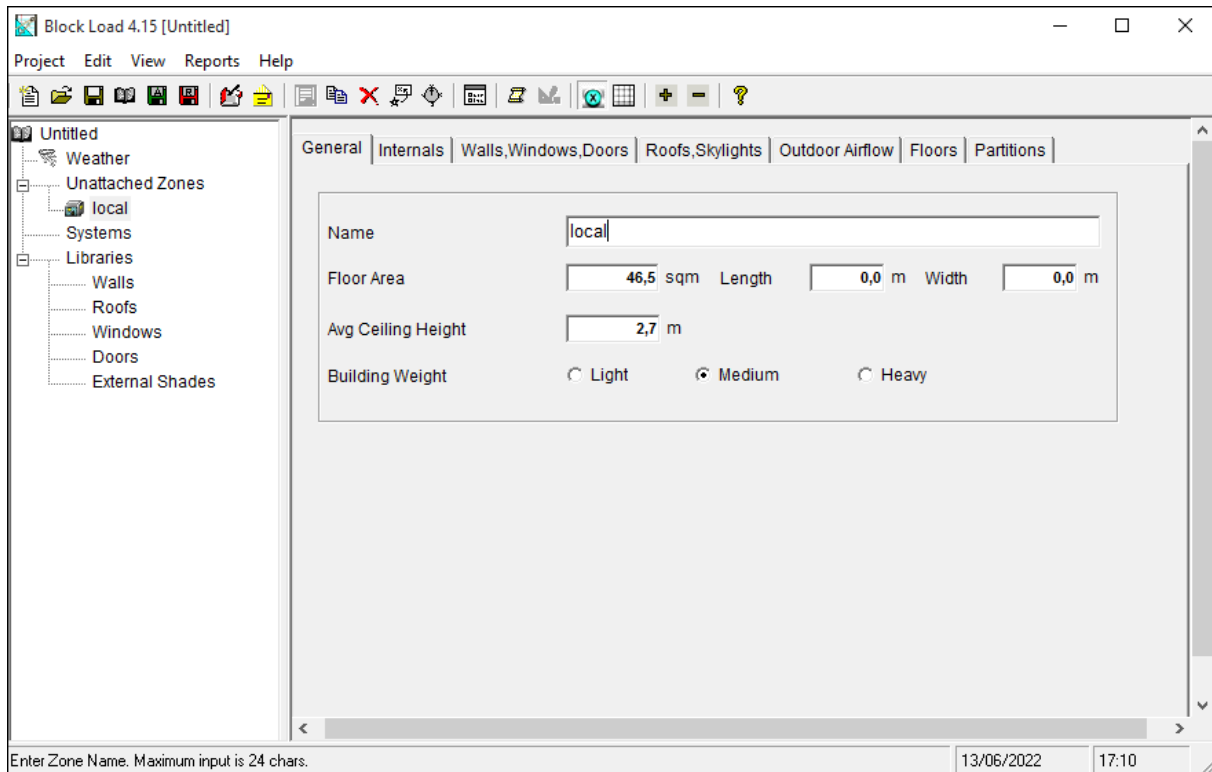 Block Load 4.15 [Untitled]
Project Edit View Reports Help
Untitled
Weather
Unattached Zones
local
Systems
Libraries
Walls
Roofs
Windows
Doors
External Shades
General Internals Walls,Windows,Doors Roofs,Skylights Outdoor Airflow Floors Partitions
Name local
Floor Area 46,5 sqm Length 0,0 m Width 0,0 m
Avg Ceiling Height 2,7 m
Building Weight Light Medium Heavy
Enter Zone Name. Maximum input is 24 chars. 13/06/2022 17:10